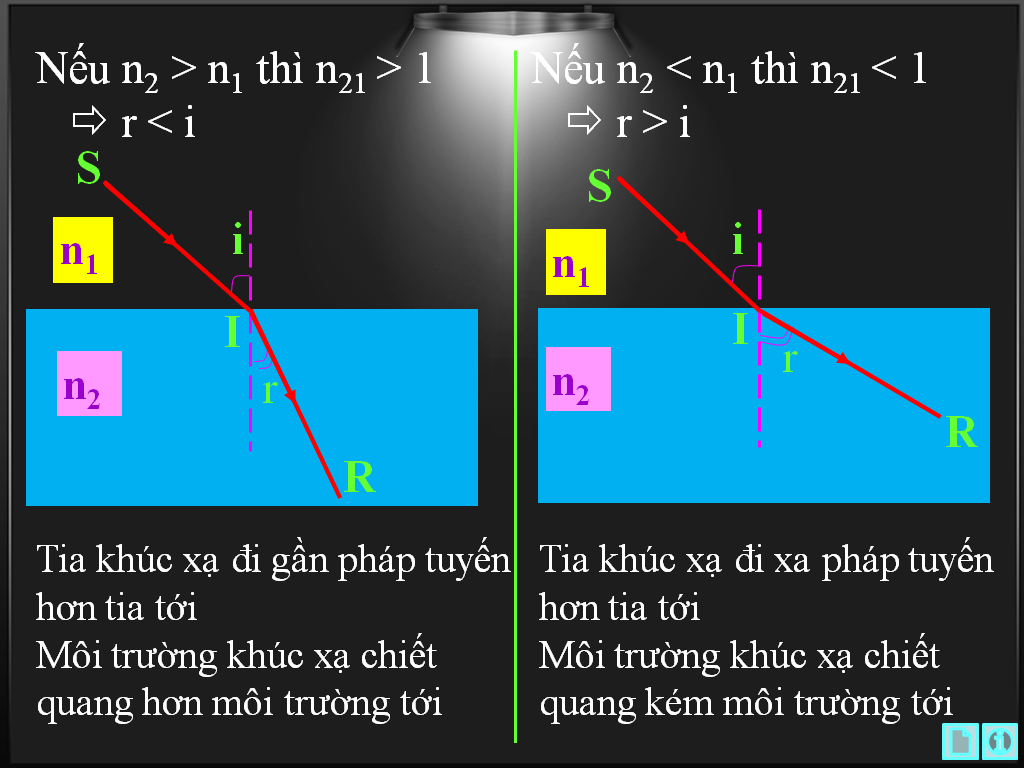 Nếu n₂ > n₁ thì n₂₁ > 1
⇨ r < i
S
i
n₁
I
n₂
r
R
Tia khúc xạ đi gần pháp tuyến
hơn tia tới
Môi trường khúc xạ chiết
quang hơn môi trường tới
Nếu n₂ < n₁ thì n₂₁ < 1
⇨ r > i
S
i
n₁
I
n₂
r
R
Tia khúc xạ đi xa pháp tuyến
hơn tia tới
Môi trường khúc xạ chiết
quang kém môi trường tới